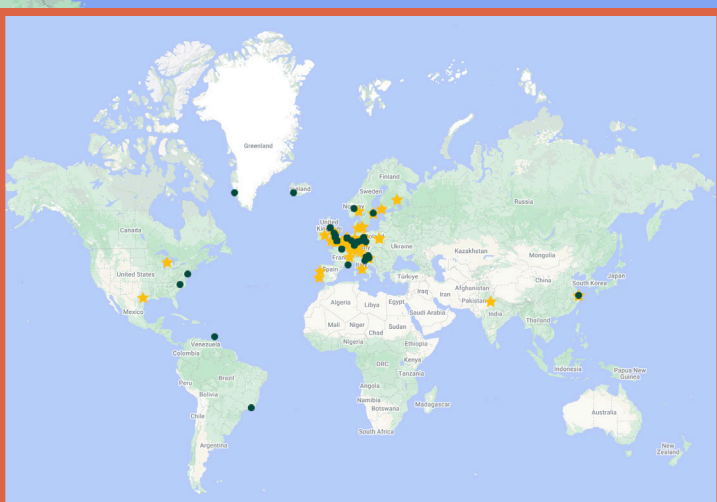 Greenland
Finland
Sweden
Russia
Canada
United
Ukraine
Kazakhstan
Mongolia
United States
Spain
Türkiye
China
South Korea
Japan
Iraq
Iran
Afghanistan
Pakistan
Mexico
Algeria
Libya
Egypt
Saudi Arabia
India
Mali
Niger
Chad
Sudan
Thailand
Venezuela
Colombia
Nigeria
Ethiopia
Kenya
DRC
Tanzania
Indonesia
Papua New
Guinea
Peru
Brazil
Bolivia
Angola
Namibia
Botswana
Madagascar
Chile
Australia
South Africa
Argentina
New
Zealand